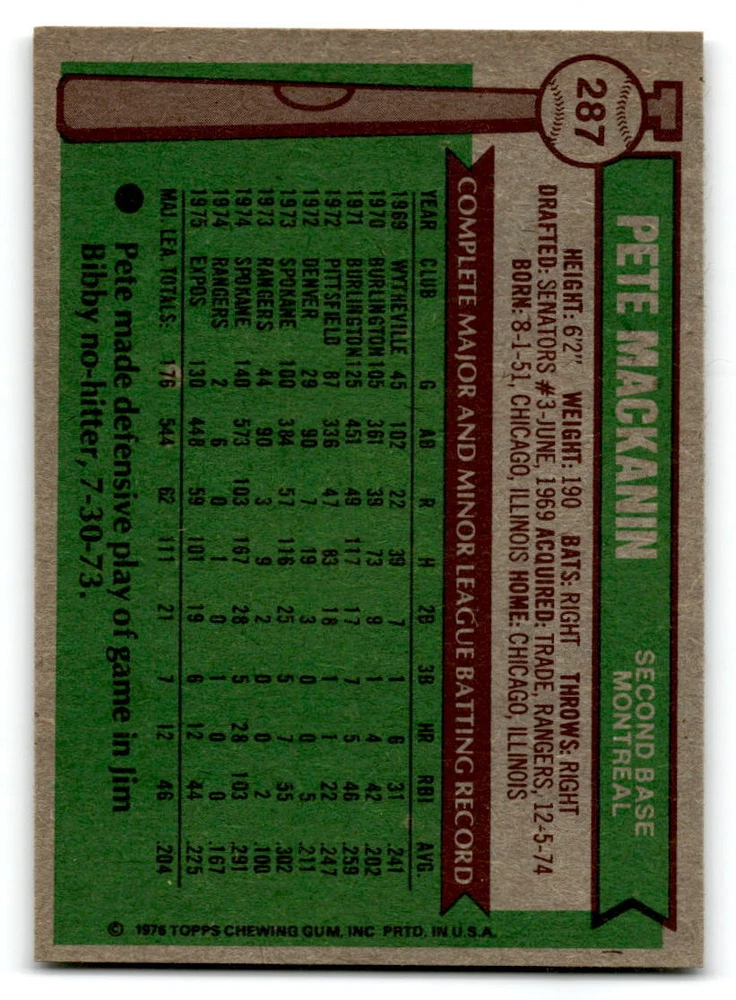 287
PETE MACKANIN
SECOND BASE
MONTREAL
HEIGHT: 6'2" WEIGHT: 190 BATS: RIGHT THROWS: RIGHT
DRAFTED: SENATORS #3-JUNE, 1969 ACQUIRED: TRADE, RANGERS, 12-5-74
BORN: 8-1-51, CHICAGO, ILLINOIS HOME: CHICAGO, ILLINOIS
COMPLETE MAJOR AND MINOR LEAGUE BATTING RECORD
YEAR CLUB G AB R H 2B 3B HR RBI AVG.
1969 WYTHEVILLE 45 102 22 39 7 1 6 31 .241
1970 BURLINGTON 105 361 39 73 9 1 4 42 .202
1971 BURLINGTON 125 451 49 117 17 7 5 46 .259
1972 PITTSFIELD 87 336 47 83 18 1 1 22 .247
1972 DENVER 29 90 7 19 3 0 0 5 .211
1973 SPOKANE 100 384 57 116 25 5 7 55 .302
1973 RANGERS 44 90 3 9 2 0 0 2 .100
1974 SPOKANE 140 573 103 167 28 5 28 103 .291
1974 RANGERS 2 6 0 1 0 1 0 0 .167
1975 EXPOS 130 448 59 101 19 6 12 44 .225
MAJ. LEA. TOTALS: 176 544 62 111 21 7 12 46 .204
Pete made defensive play of game in Jim
Bibby no-hitter, 7-30-73.
© 1976 TOPPS CHEWING GUM, INC PRTD. IN U.S.A.